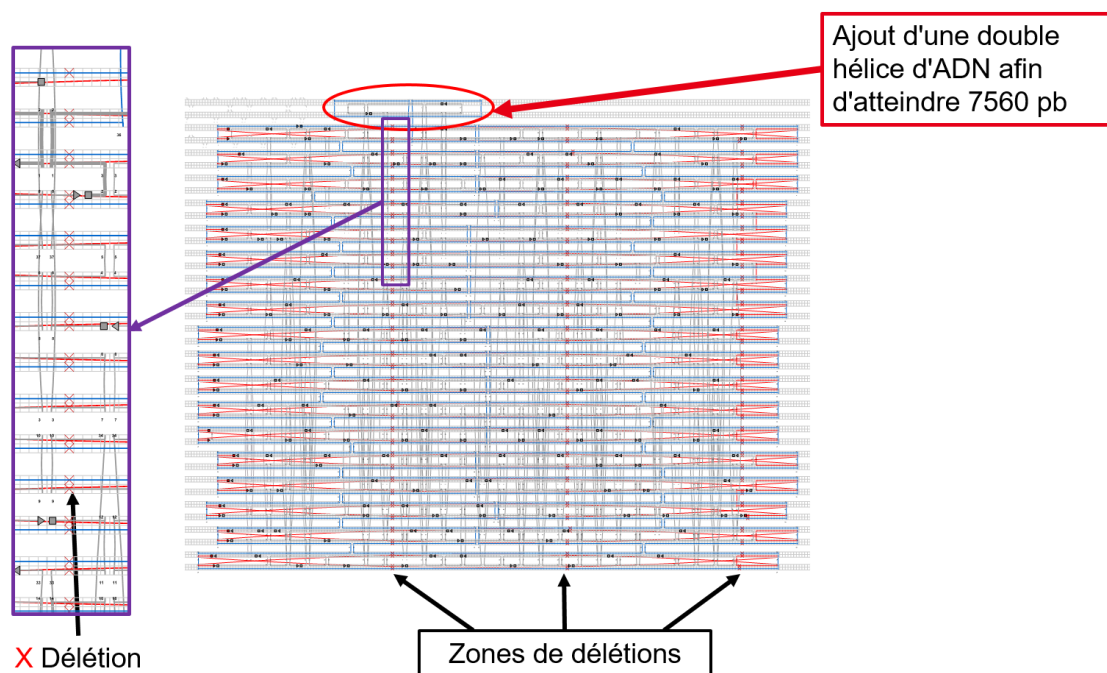 Ajout d'une double
hélice d'ADN afin
d'atteindre 7560 pb
X Délétion
Zones de délétions